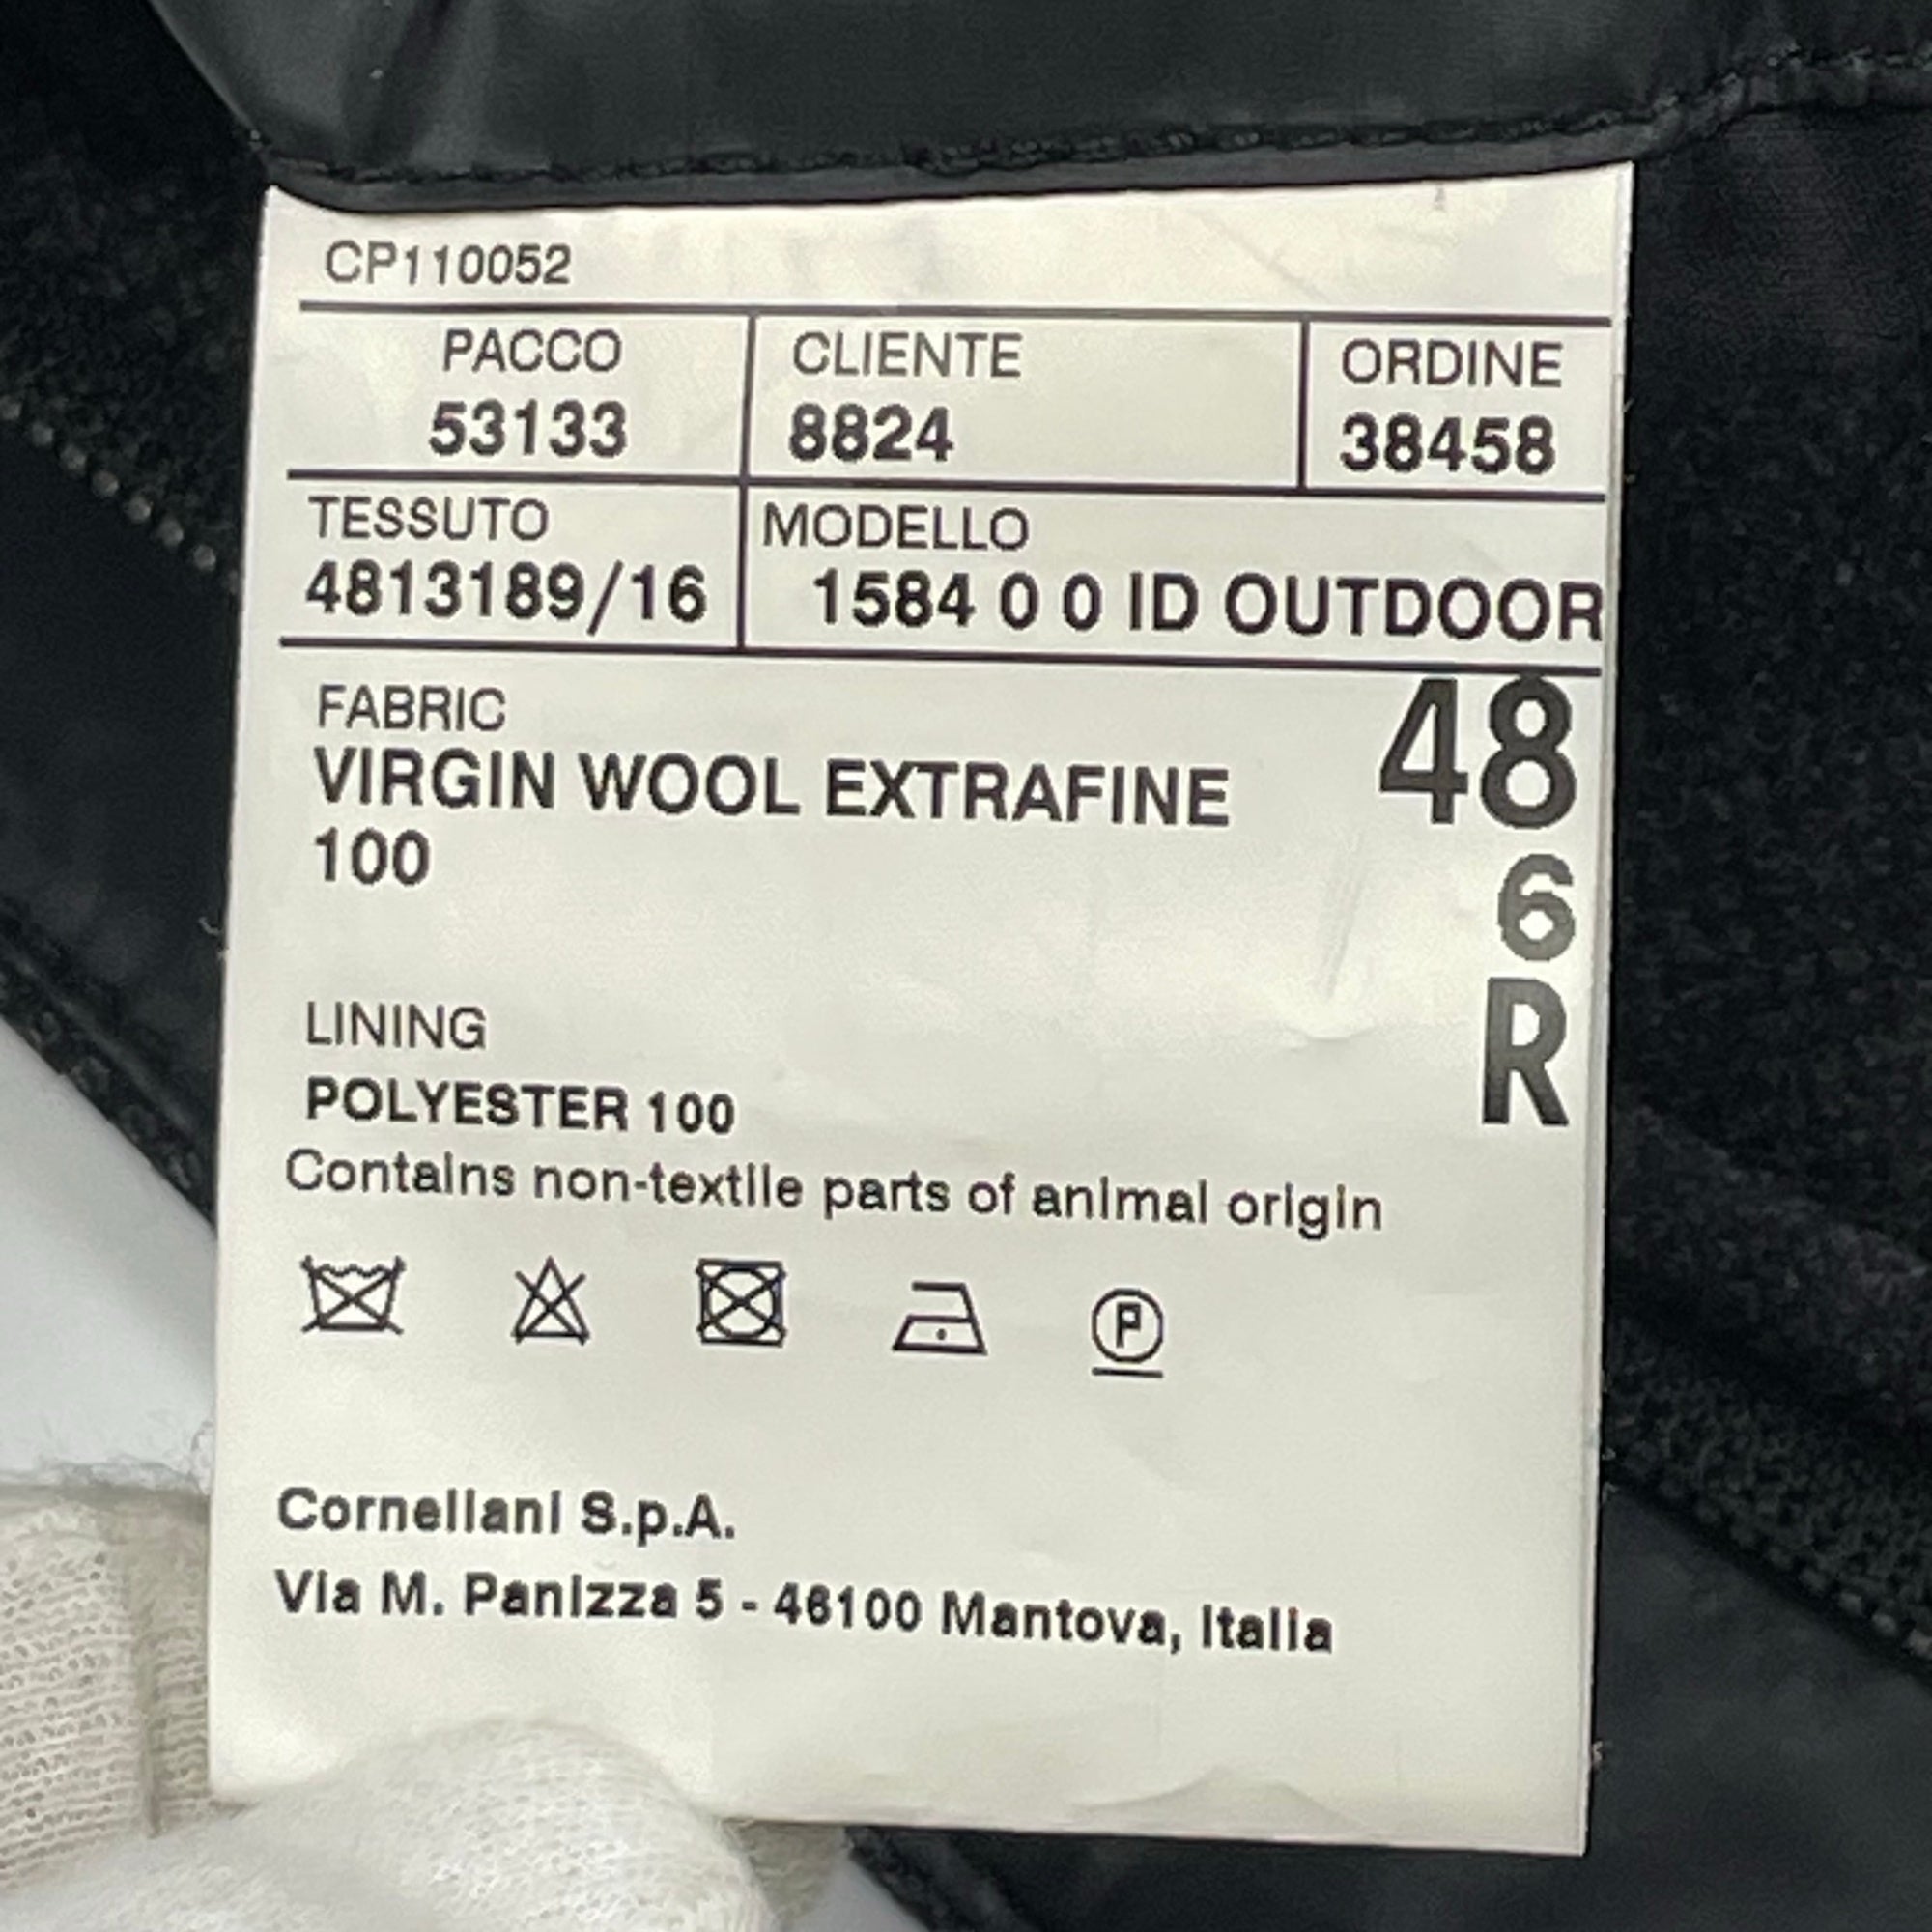 CP110052
PACCO CLIENTE ORDINE
53133 8824 38458
TESSUTO MODELLO
4813189/16 1584 0 0 ID OUTDOOR
FABRIC
48
VIRGIN WOOL EXTRAFINE
100
6
R
LINING
POLYESTER 100
Contains non-textile parts of animal origin
P
Corneliani S.p.A.
Via M. Panizza 5 - 46100 Mantova, Italia